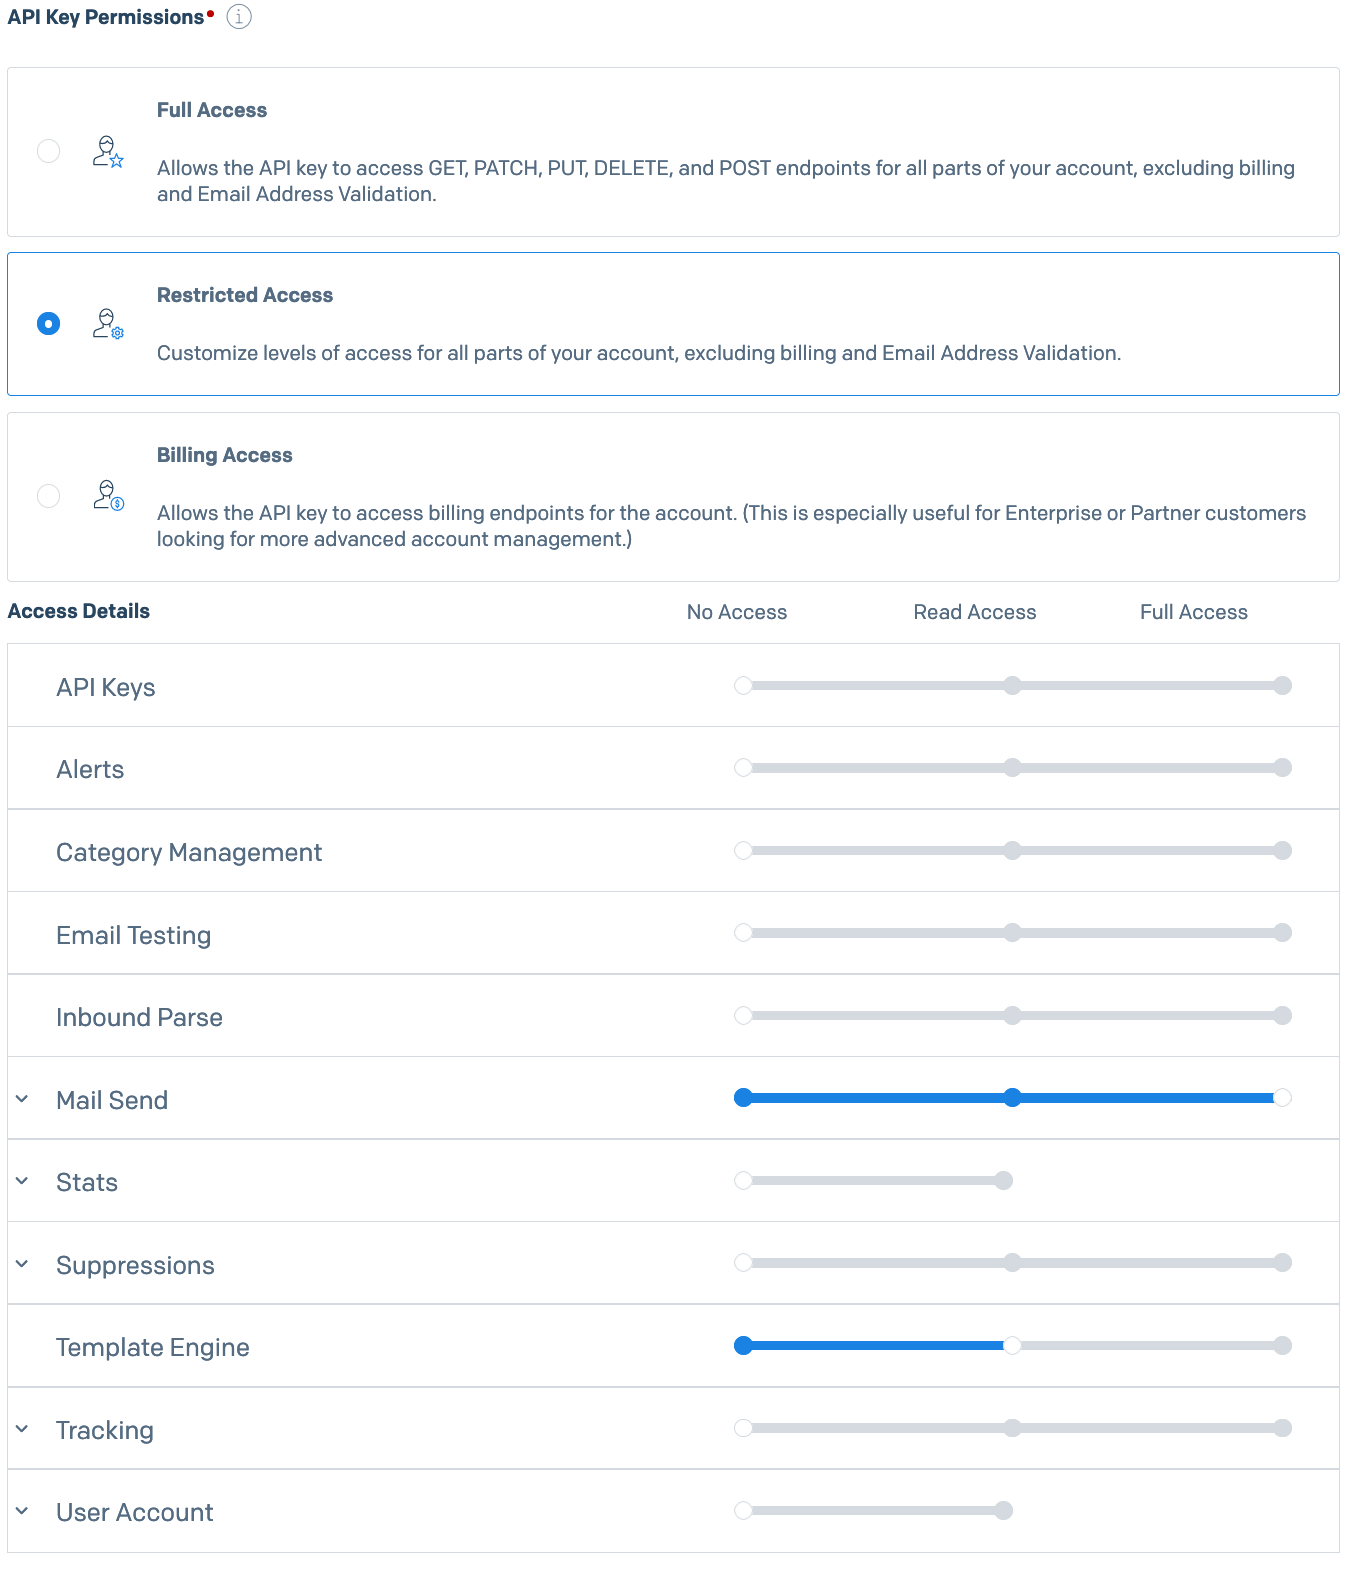 API Key Permissions
Full Access
Allows the API key to access GET, PATCH, PUT, DELETE, and POST endpoints for all parts of your account, excluding billing
and Email Address Validation.
Restricted Access
Customize levels of access for all parts of your account, excluding billing and Email Address Validation.
Billing Access
Allows the API key to access billing endpoints for the account. (This is especially useful for Enterprise or Partner customers
looking for more advanced account management.)
Access Details No Access Read Access Full Access
API Keys
Alerts
Category Management
Email Testing
Inbound Parse
Mail Send
Stats
Suppressions
Template Engine
Tracking
User Account